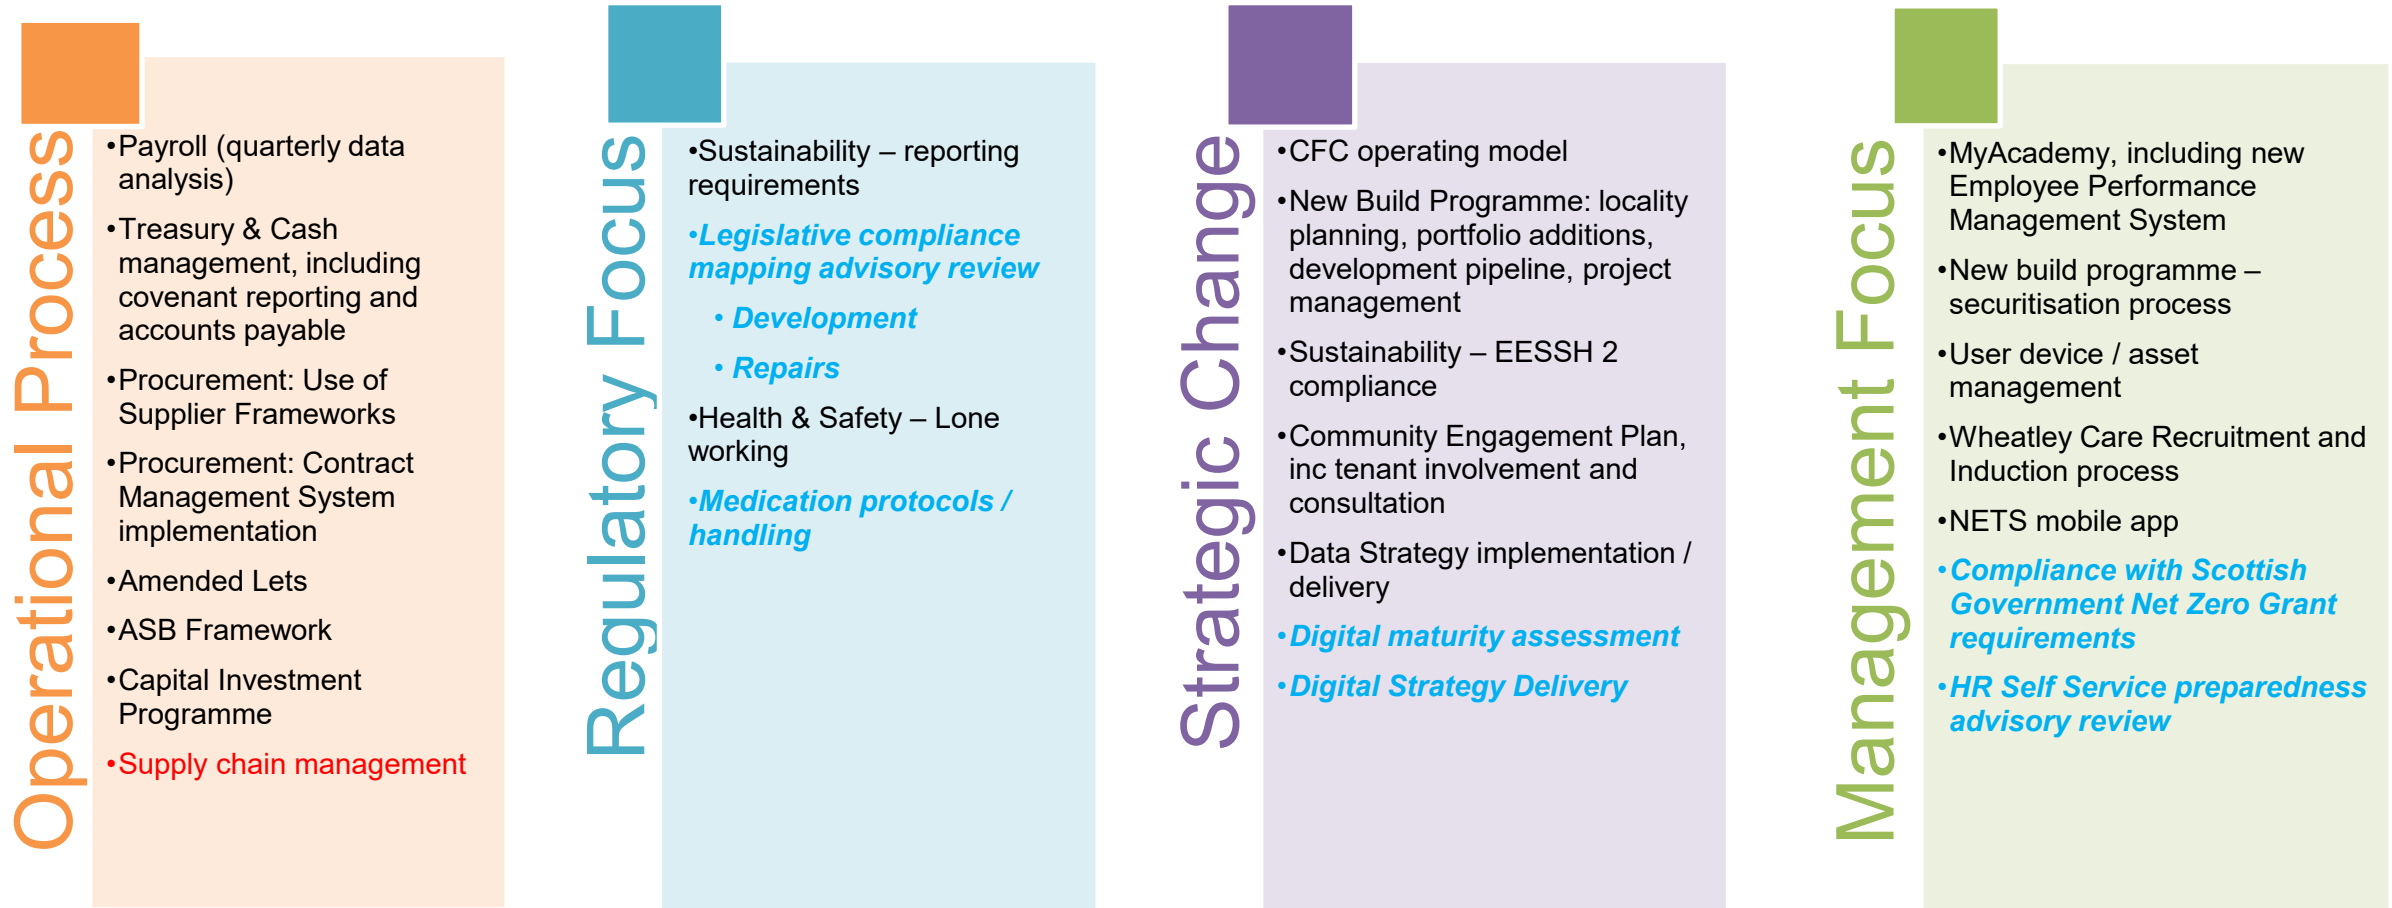 Operational Process
•Payroll (quarterly data
analysis)
•Treasury & Cash
management, including
covenant reporting and
accounts payable
•Procurement: Use of
Supplier Frameworks
•Procurement: Contract
Management System
implementation
•Amended Lets
•ASB Framework
•Capital Investment
Programme
•Supply chain management
Regulatory Focus
•Sustainability – reporting
requirements
•Legislative compliance
mapping advisory review
• Development
• Repairs
•Health & Safety – Lone
working
•Medication protocols /
handling
Strategic Change
•CFC operating model
•New Build Programme: locality
planning, portfolio additions,
development pipeline, project
management
•Sustainability – EESSH 2
compliance
•Community Engagement Plan,
inc tenant involvement and
consultation
•Data Strategy implementation /
delivery
•Digital maturity assessment
•Digital Strategy Delivery
Management Focus
•MyAcademy, including new
Employee Performance
Management System
•New build programme –
securitisation process
•User device / asset
management
•Wheatley Care Recruitment and
Induction process
•NETS mobile app
•Compliance with Scottish
Government Net Zero Grant
requirements
•HR Self Service preparedness
advisory review